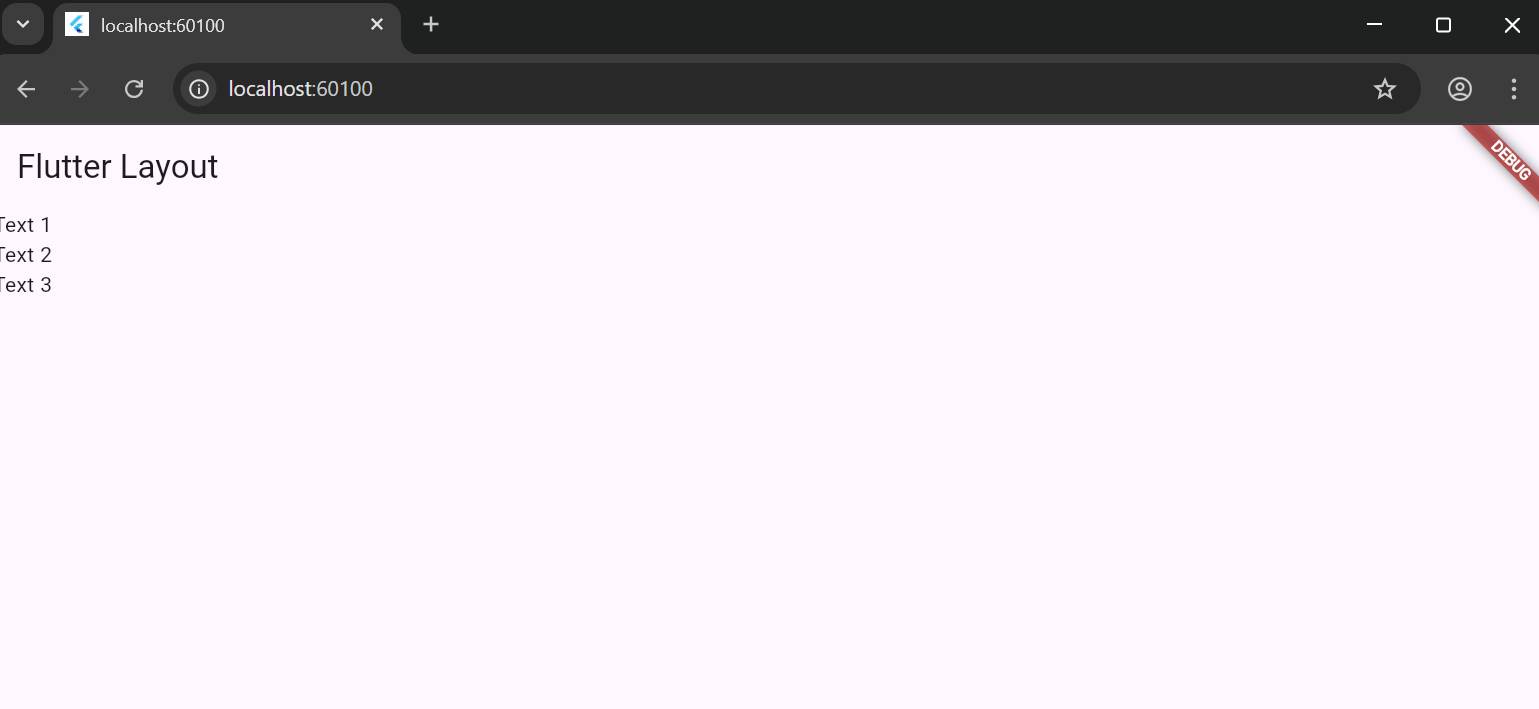 localhost:60100
localhost:60100
Flutter Layout
DEBUG
Text 1
Text 2
Text 3